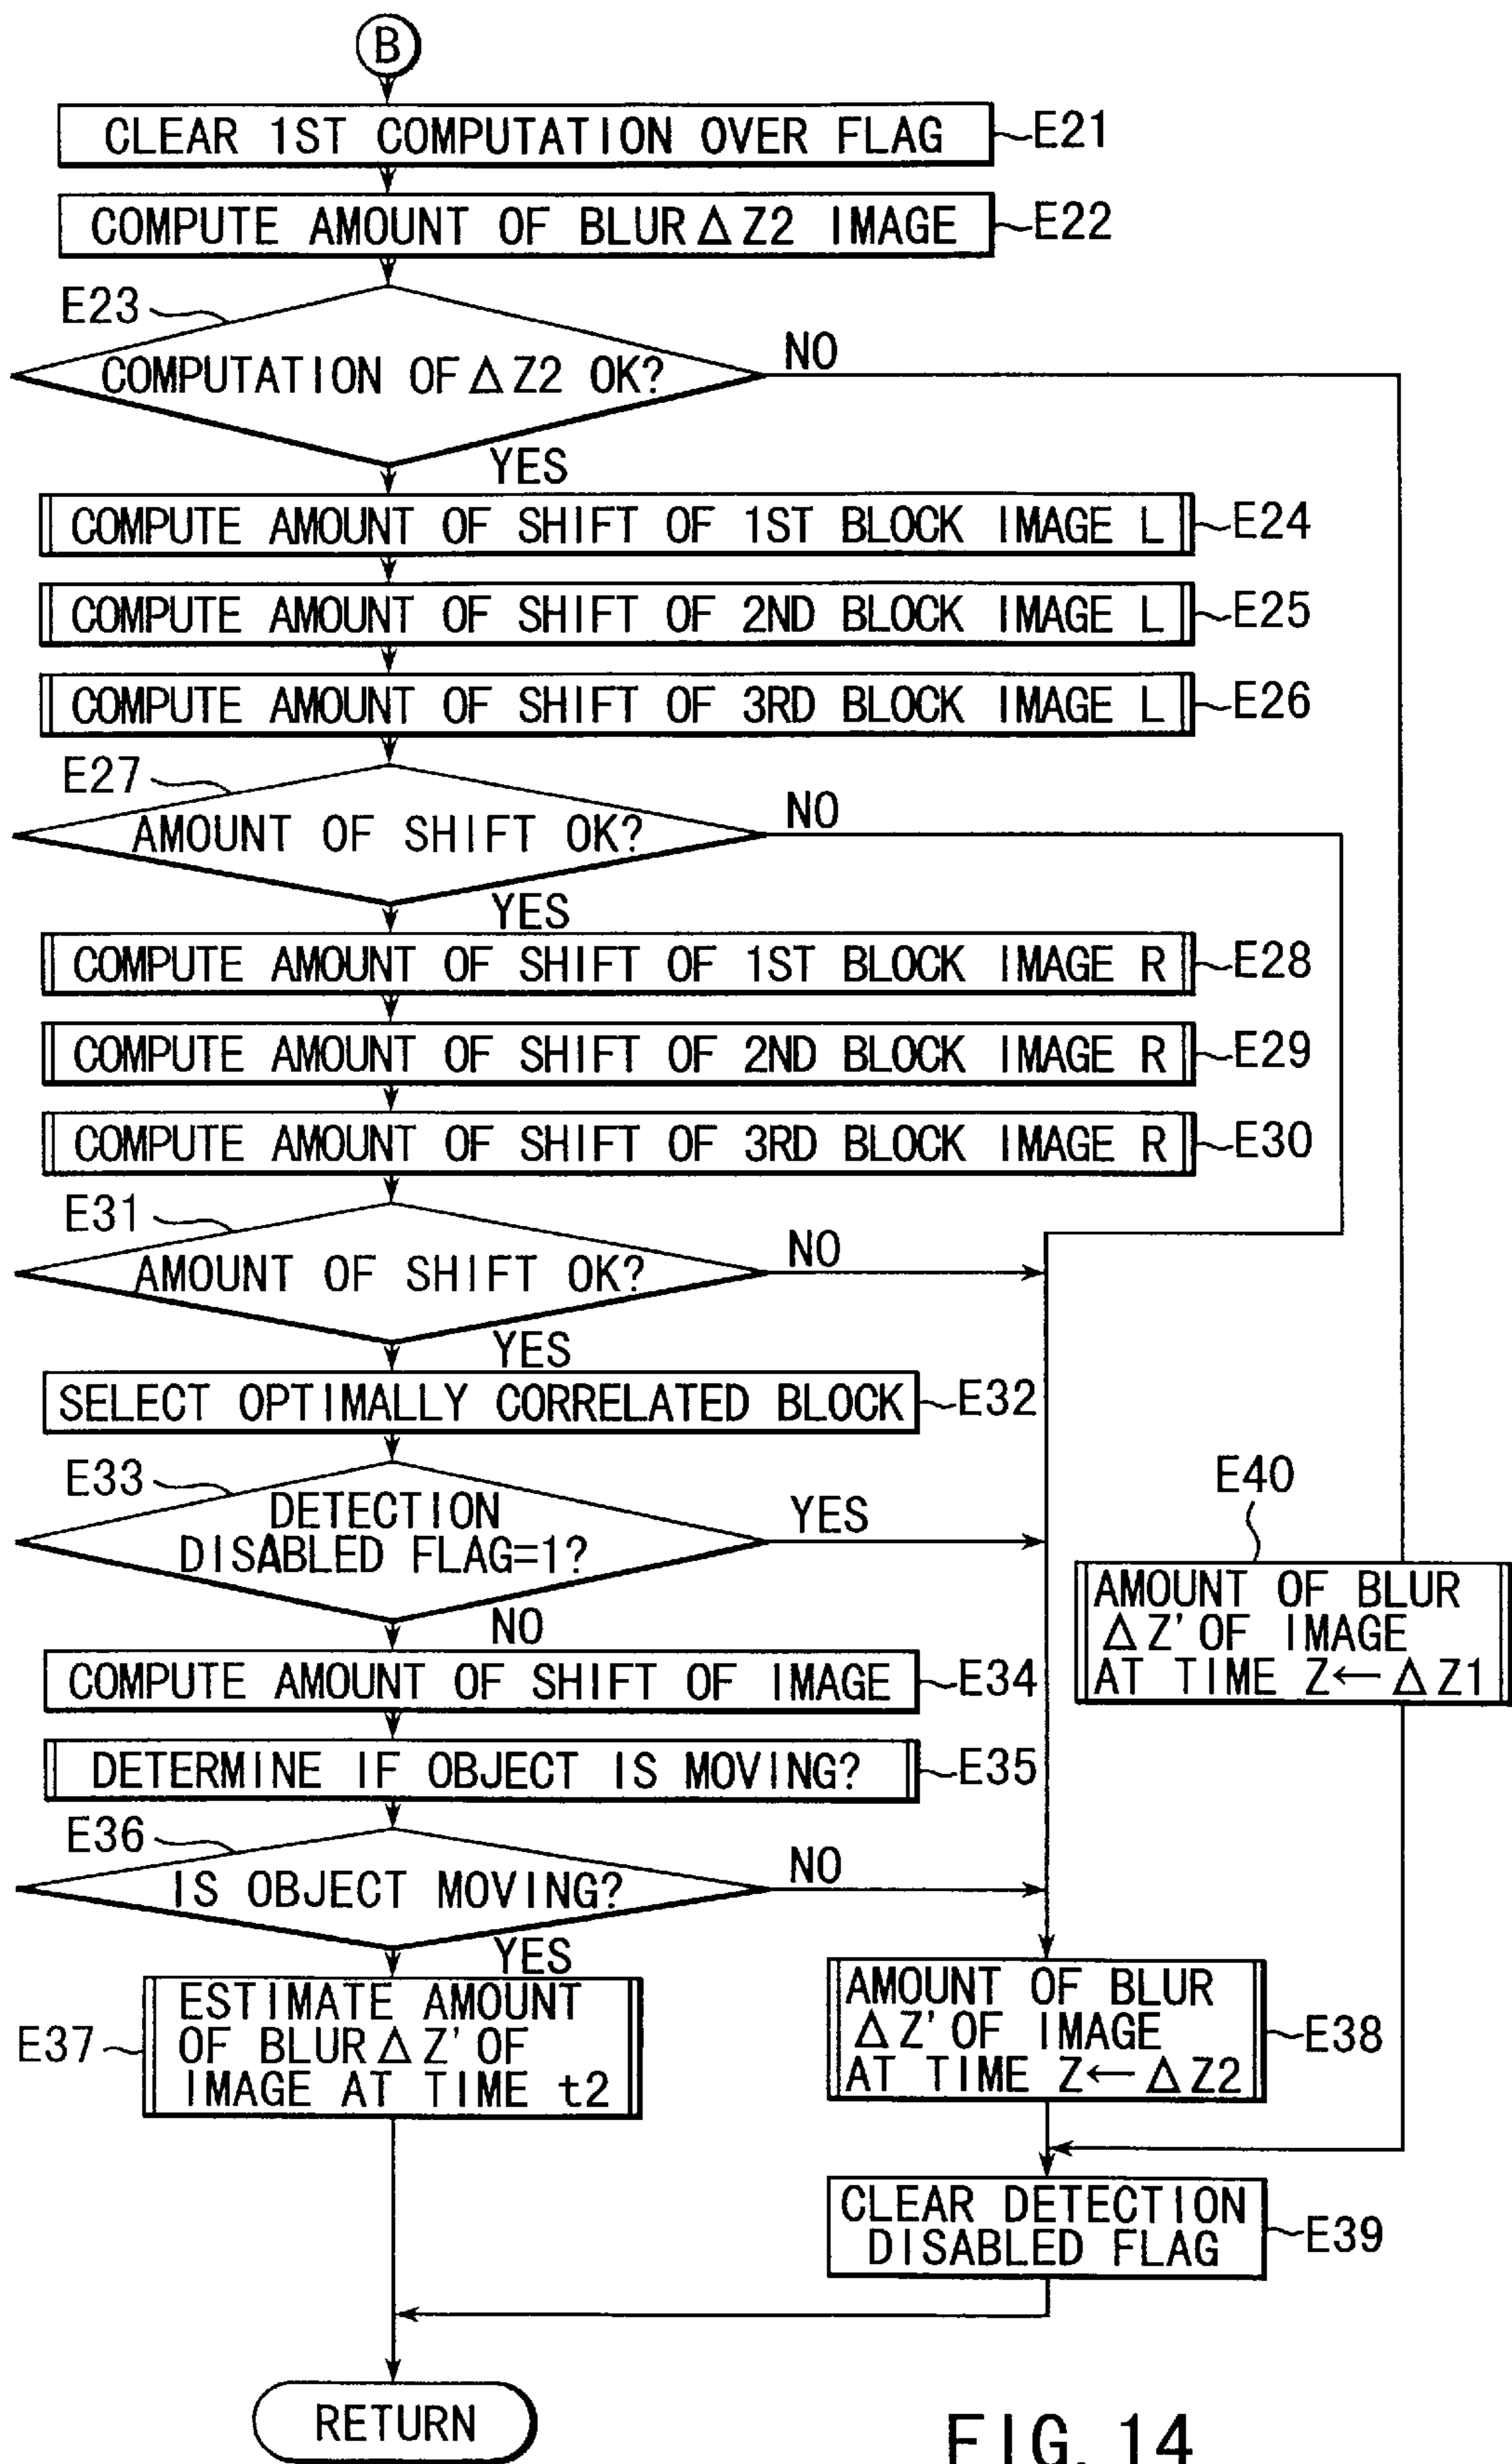 B
CLEAR 1ST COMPUTATION OVER FLAG
E21
COMPUTE AMOUNT OF BLUR△Z2 IMAGE
E22
E23
COMPUTATION OF△Z2 OK?
NO
YES
COMPUTE AMOUNT OF SHIFT OF 1ST BLOCK IMAGE L
E24
COMPUTE AMOUNT OF SHIFT OF 2ND BLOCK IMAGE L
E25
COMPUTE AMOUNT OF SHIFT OF 3RD BLOCK IMAGE L
E26
E27
AMOUNT OF SHIFT OK?
NO
YES
COMPUTE AMOUNT OF SHIFT OF 1ST BLOCK IMAGE R
E28
COMPUTE AMOUNT OF SHIFT OF 2ND BLOCK IMAGE R
E29
COMPUTE AMOUNT OF SHIFT OF 3RD BLOCK IMAGE R
E30
E31
AMOUNT OF SHIFT OK?
NO
YES
SELECT OPTIMALLY CORRELATED BLOCK
E32
E33
DETECTION
DISABLED FLAG=1?
YES
NO
E40
AMOUNT OF BLUR
△Z' OF IMAGE
AT TIME Z←△Z1
COMPUTE AMOUNT OF SHIFT OF IMAGE
E34
DETERMINE IF OBJECT IS MOVING?
E35
E36
IS OBJECT MOVING?
NO
YES
E37
ESTIMATE AMOUNT
OF BLUR△Z' OF
IMAGE AT TIME t2
AMOUNT OF BLUR
△Z' OF IMAGE
AT TIME Z←△Z2
E38
CLEAR DETECTION
DISABLED FLAG
E39
RETURN
FIG. 14